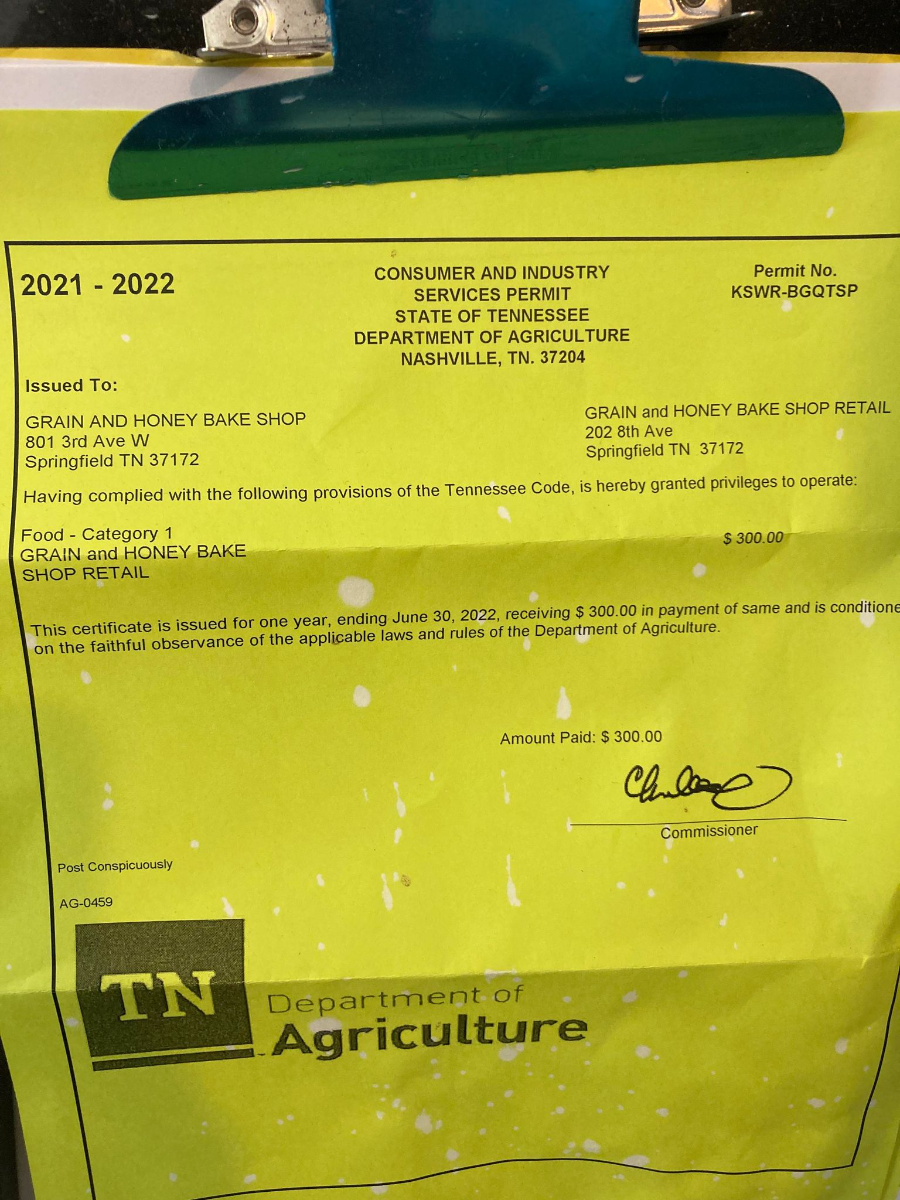 2021 - 2022
CONSUMER AND INDUSTRY
SERVICES PERMIT
STATE OF TENNESSEE
DEPARTMENT OF AGRICULTURE
NASHVILLE, TN. 37204
Permit No.
KSWR-BGQTSP
Issued To:
GRAIN AND HONEY BAKE SHOP
801 3rd Ave W
Springfield TN 37172
GRAIN and HONEY BAKE SHOP RETAIL
202 8th Ave
Springfield TN 37172
Having complied with the following provisions of the Tennessee Code, is hereby granted privileges to operate:
Food - Category 1
GRAIN and HONEY BAKE
SHOP RETAIL
$ 300.00
This certificate is issued for one year, ending June 30, 2022, receiving $ 300.00 in payment of same and is conditione
on the faithful observance of the applicable laws and rules of the Department of Agriculture.
Amount Paid: $ 300.00
Commissioner
Post Conspicuously
AG-0459
TN
Department of
Agriculture